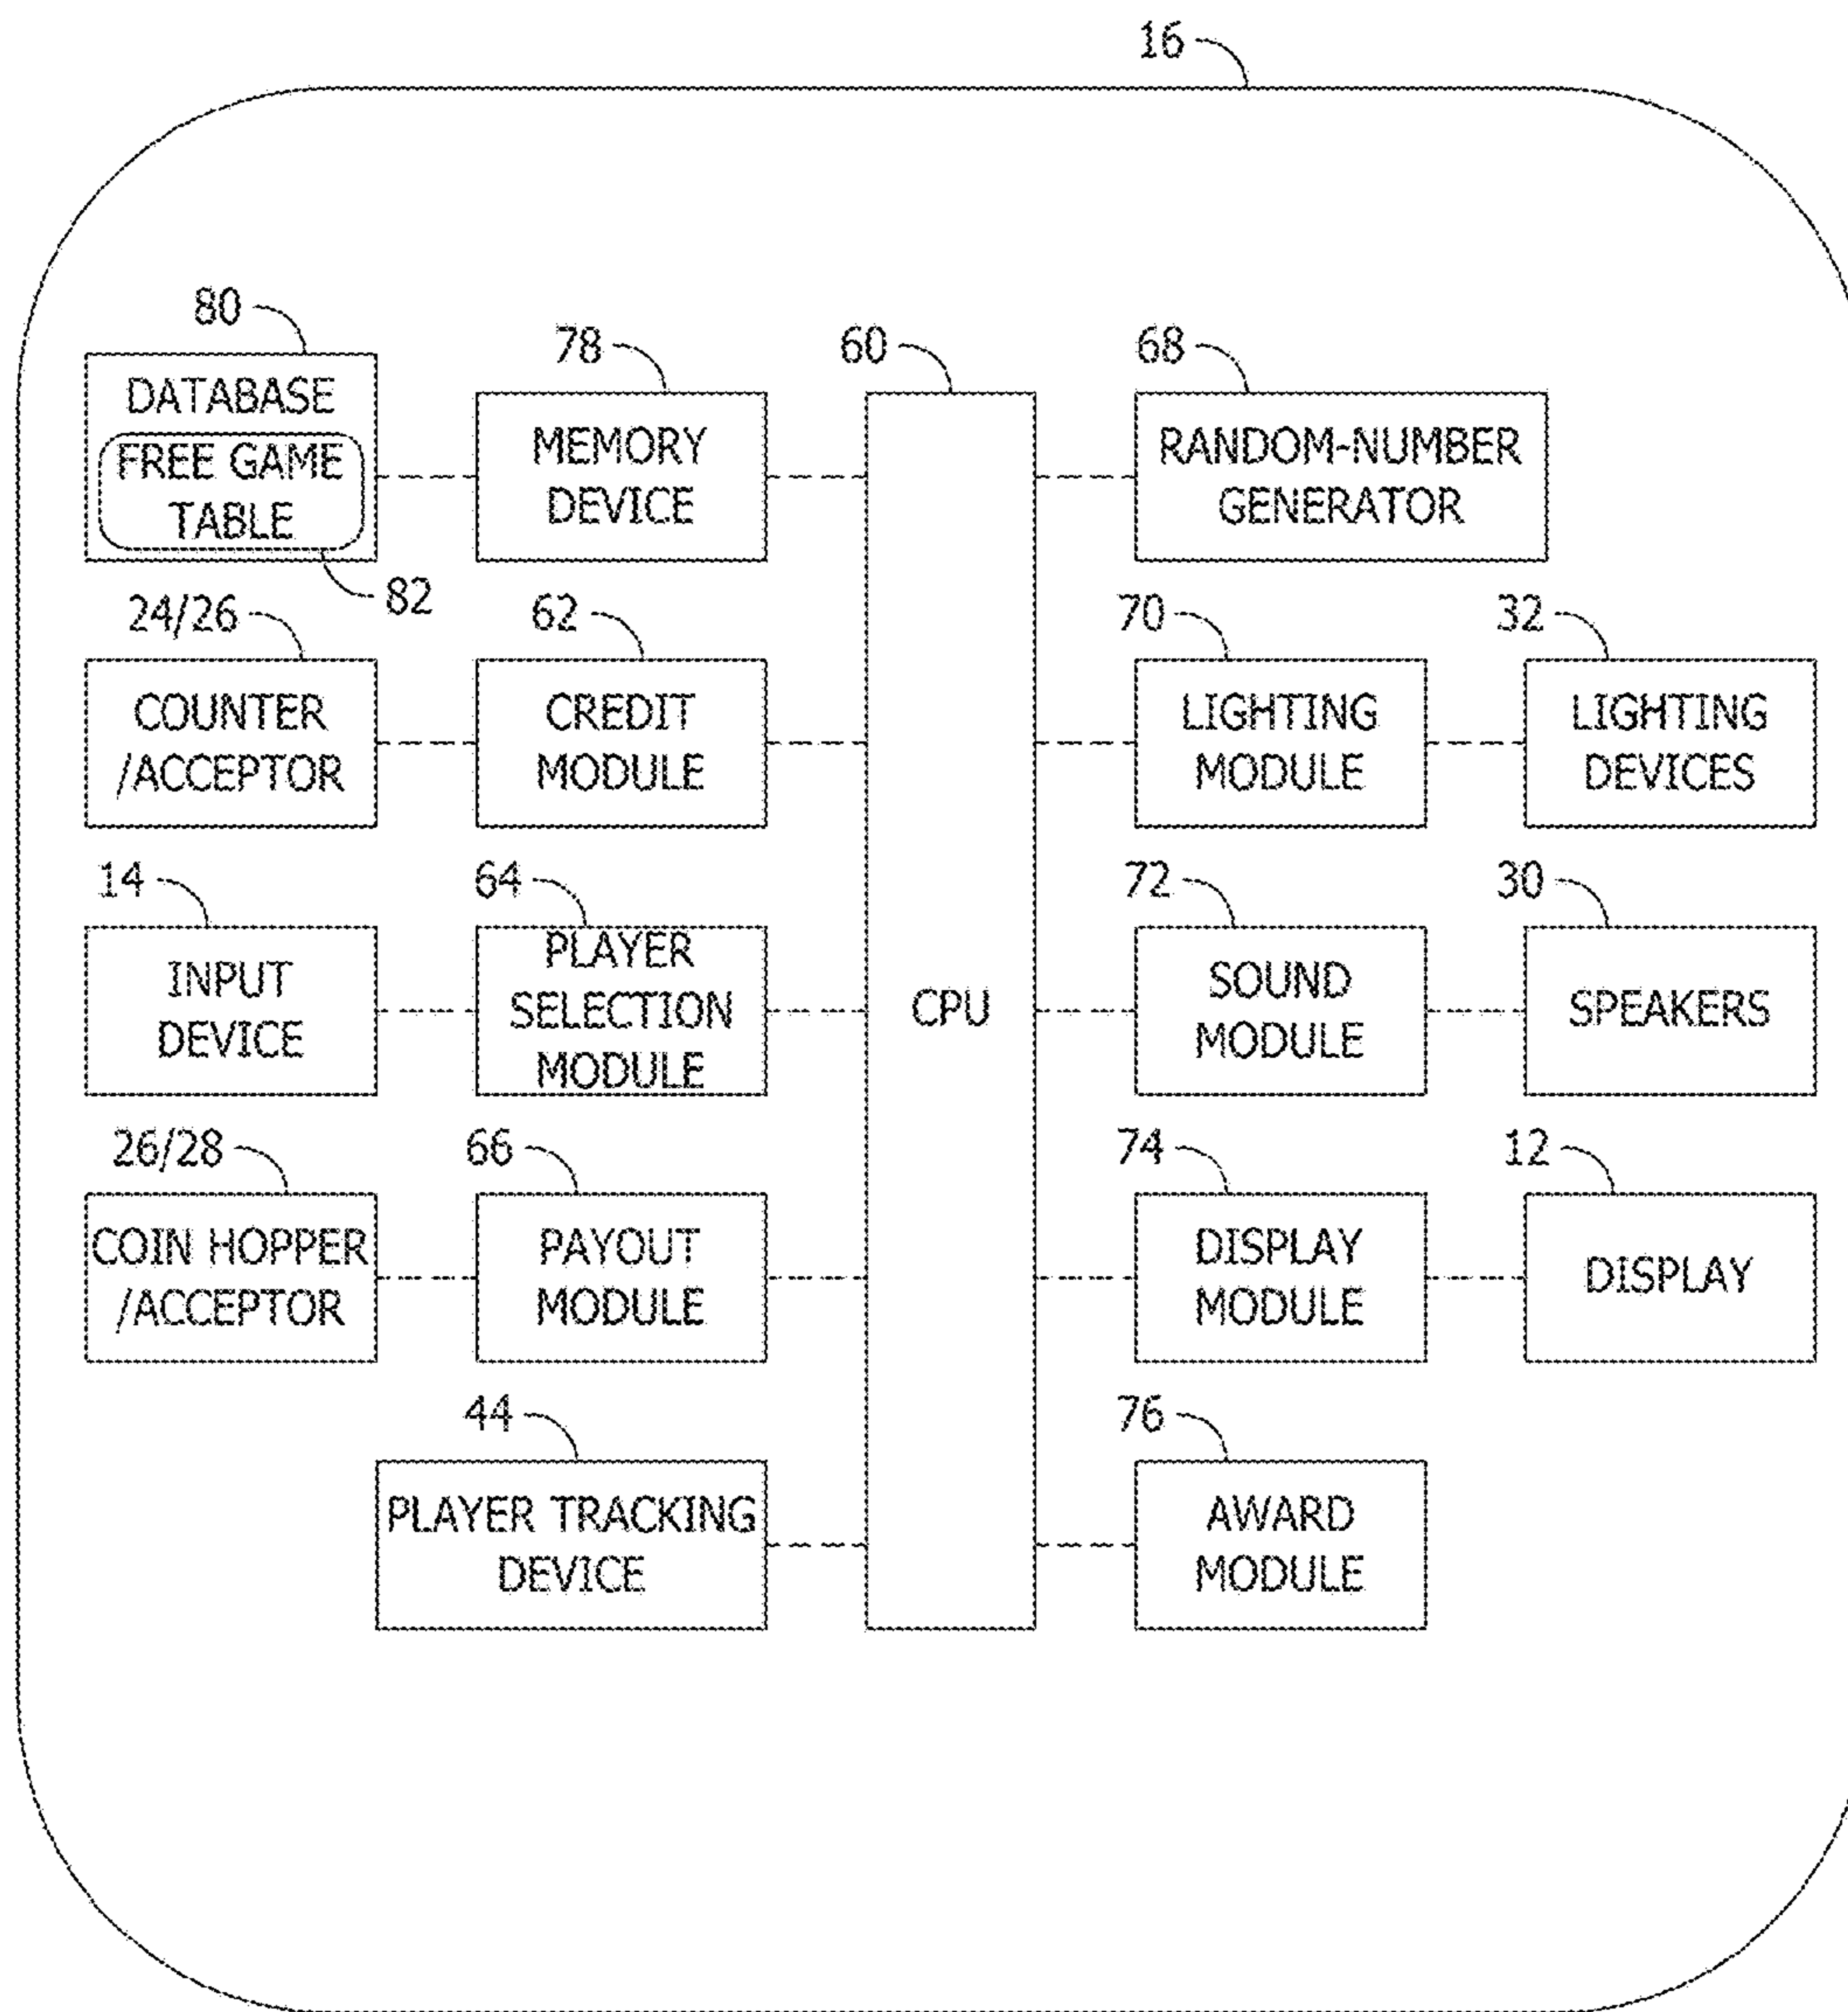 16
80
78
60
68
DATABASE
FREE GAME
TABLE
82
MEMORY
DEVICE
RANDOM-NUMBER
GENERATOR
24/26
62
70
32
COUNTER
/ACCEPTOR
CREDIT
MODULE
LIGHTING
MODULE
LIGHTING
DEVICES
14
64
72
30
INPUT
DEVICE
PLAYER
SELECTION
MODULE
CPU
SOUND
MODULE
SPEAKERS
26/28
66
74
12
COIN HOPPER
/ACCEPTOR
PAYOUT
MODULE
DISPLAY
MODULE
DISPLAY
44
76
PLAYER TRACKING
DEVICE
AWARD
MODULE